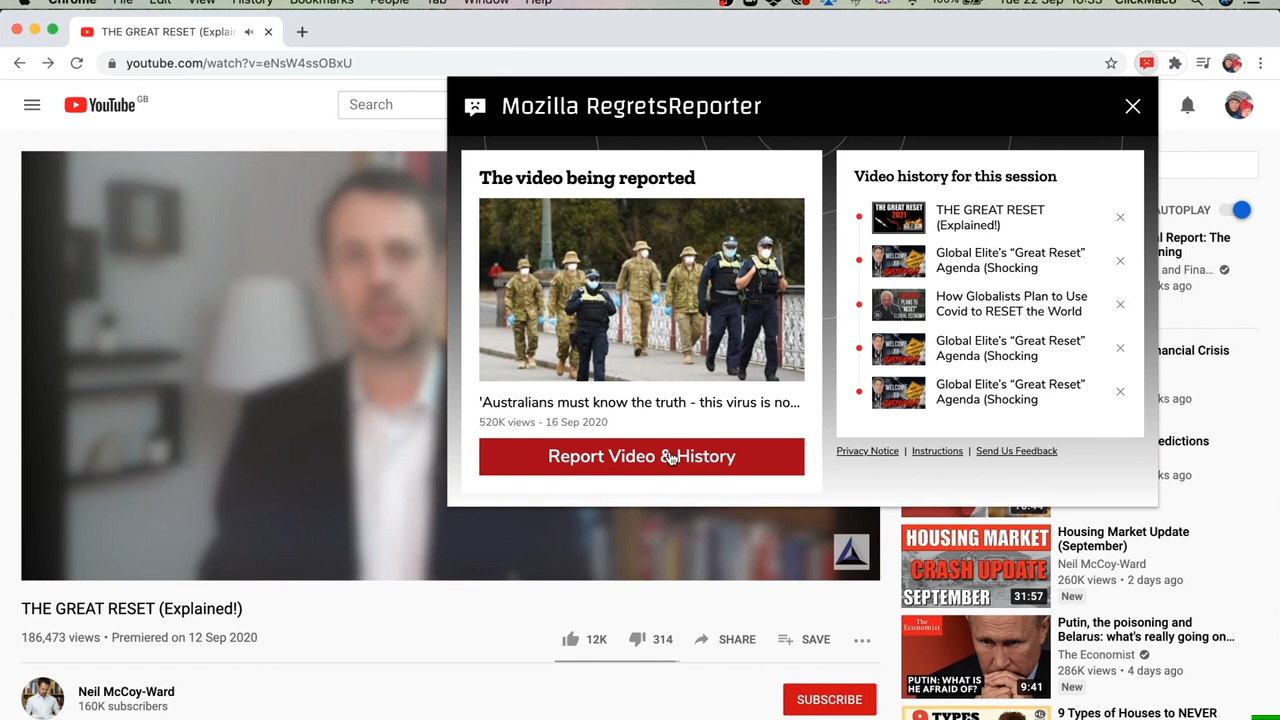 Chrome File Edit View History Bookmarks People Tab Window Help
100% Tue 22 Sep 16:33 ClickMac8
THE GREAT RESET (Explai
youtube.com/watch?v=eNsW4ssOBxU
YouTube GB
Search
Mozilla RegretsReporter
The video being reported
'Australians must know the truth - this virus is no...
520K views - 16 Sep 2020
Report Video & History
Video history for this session
THE GREAT RESET
(Explained!)
Global Elite's “Great Reset”
Agenda (Shocking
How Globalists Plan to Use
Covid to RESET the World
Global Elite's “Great Reset”
Agenda (Shocking
Global Elite's “Great Reset”
Agenda (Shocking
Privacy Notice | Instructions | Send Us Feedback
THE GREAT RESET (Explained!)
186,473 views • Premiered on 12 Sep 2020
12K
314
SHARE
SAVE
Neil McCoy-Ward
160K subscribers
SUBSCRIBE
AUTOPLAY
l Report: The
ning
and Fina...
ks ago
nancial Crisis
ks ago
edictions
ks ago
HOUSING MARKET
CRASH UPDATE
SEPTEMBER
31:57
Housing Market Update
(September)
Neil McCoy-Ward
260K views • 2 days ago
New
The Economist
PUTIN: WHAT IS
HE AFRAID OF?
9:41
Putin, the poisoning and
Belarus: what's really going on...
The Economist
286K views • 4 days ago
New
9 TYPES
9 Types of Houses to NEVER